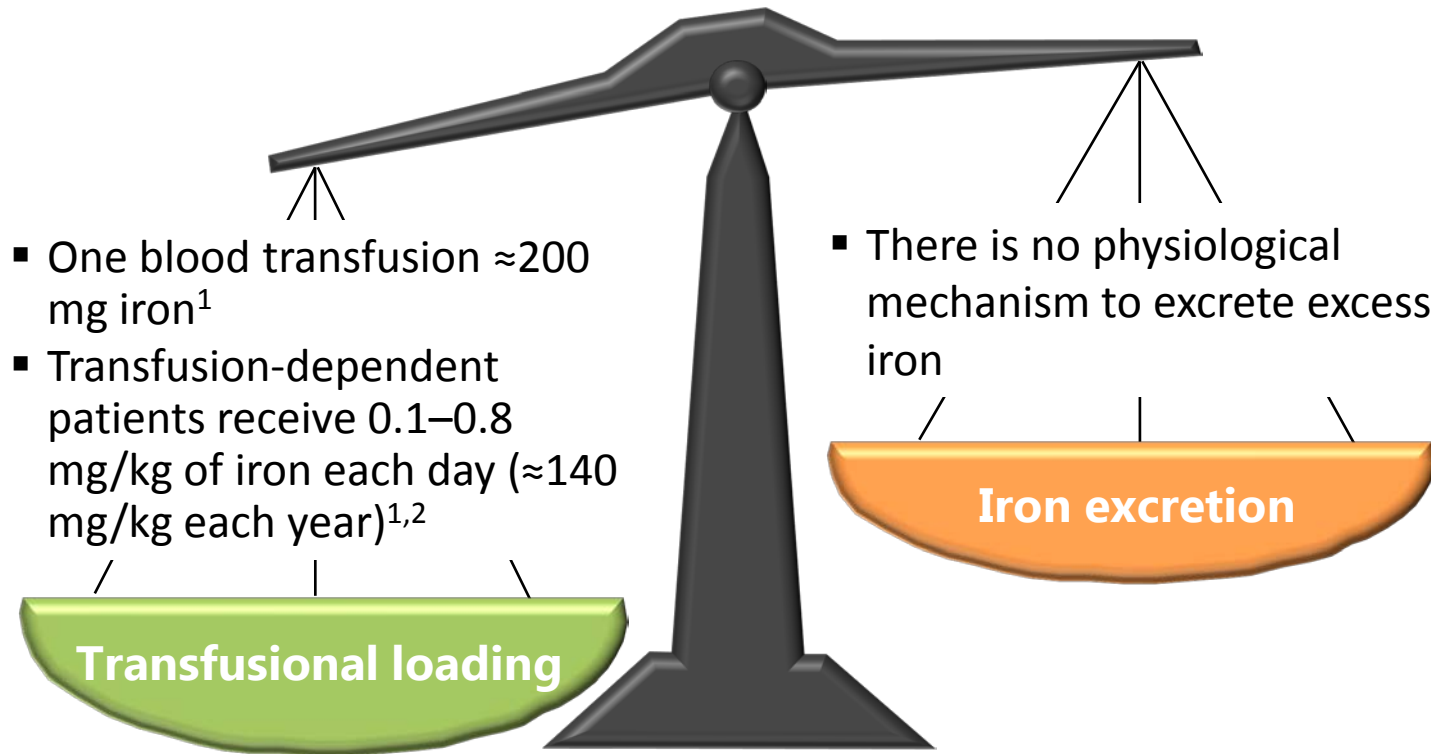 ▪ One blood transfusion ≈200
mg iron¹
▪ Transfusion-dependent
patients receive 0.1–0.8
mg/kg of iron each day (≈140
mg/kg each year)¹,²
Transfusional loading
▪ There is no physiological
mechanism to excrete excess
iron
Iron excretion